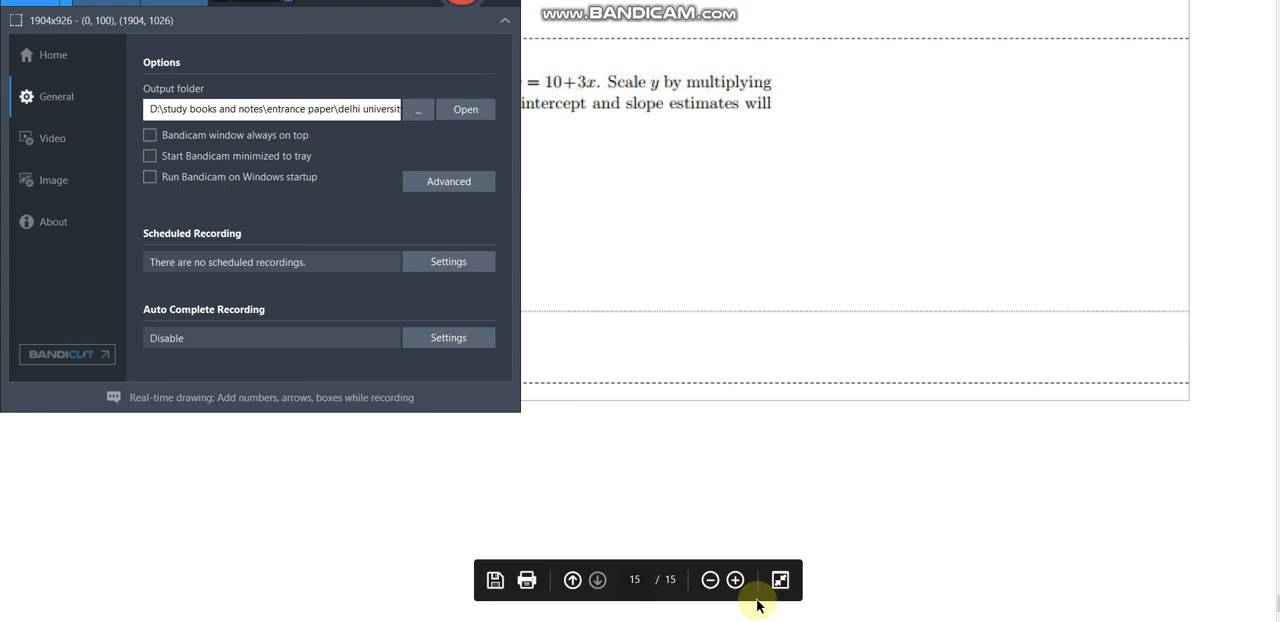 1904x926 - (0, 100), (1904, 1026)
www.BANDICAM.com
Home
General
Video
Image
About
BANDICUT
Options
Output folder
D:\study books and notes\entrance paper\delhi universit
...
Open
Bandicam window always on top
Start Bandicam minimized to tray
Run Bandicam on Windows startup
Advanced
Scheduled Recording
There are no scheduled recordings.
Settings
Auto Complete Recording
Disable
Settings
Real-time drawing: Add numbers, arrows, boxes while recording
= 10+3x. Scale y by multiplying
intercept and slope estimates will
15 / 15